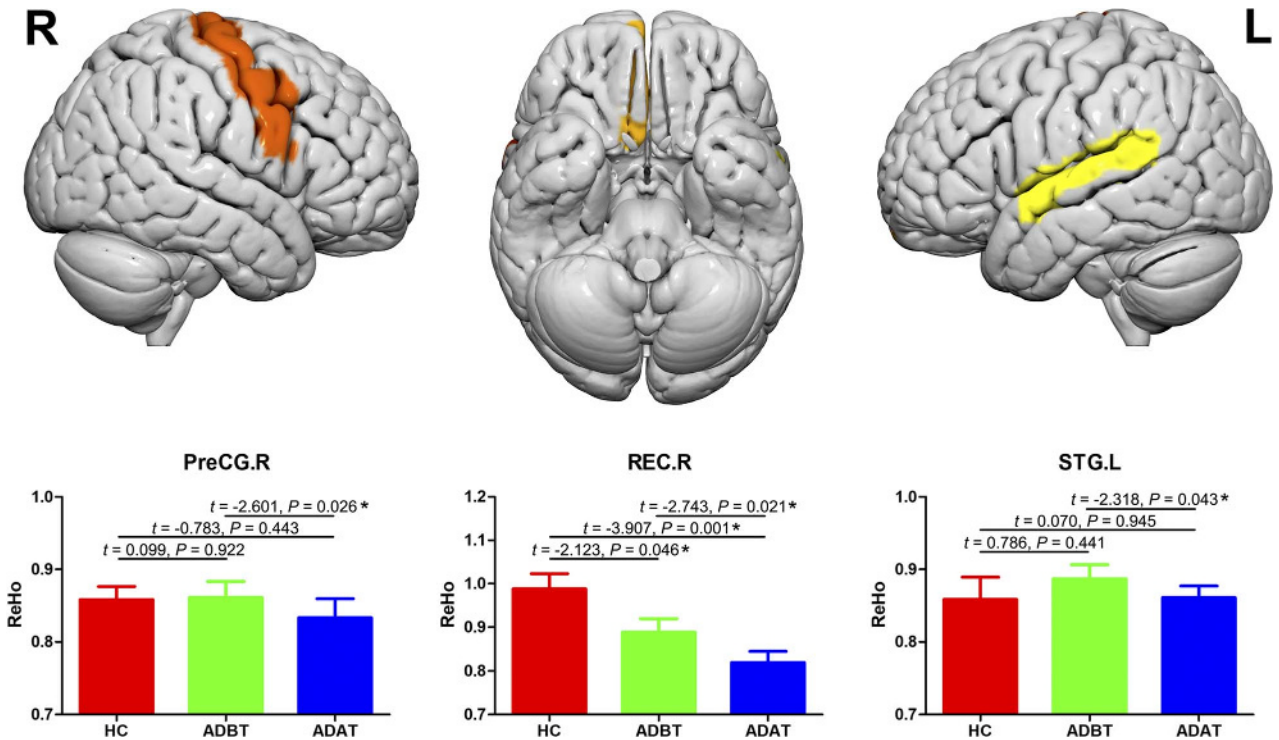 R
L
PreCG.R
ReHo
1.0
0.9
0.8
0.7
t = -2.601, P = 0.026 *
t = -0.783, P = 0.443
t = 0.099, P = 0.922
HC
ADBT
ADAT
REC.R
ReHo
1.2
1.1
1.0
0.9
0.8
0.7
t = -2.743, P = 0.021 *
t = -3.907, P = 0.001 *
t = -2.123, P = 0.046 *
HC
ADBT
ADAT
STG.L
ReHo
1.0
0.9
0.8
0.7
t = -2.318, P = 0.043 *
t = 0.070, P = 0.945
t = 0.786, P = 0.441
HC
ADBT
ADAT